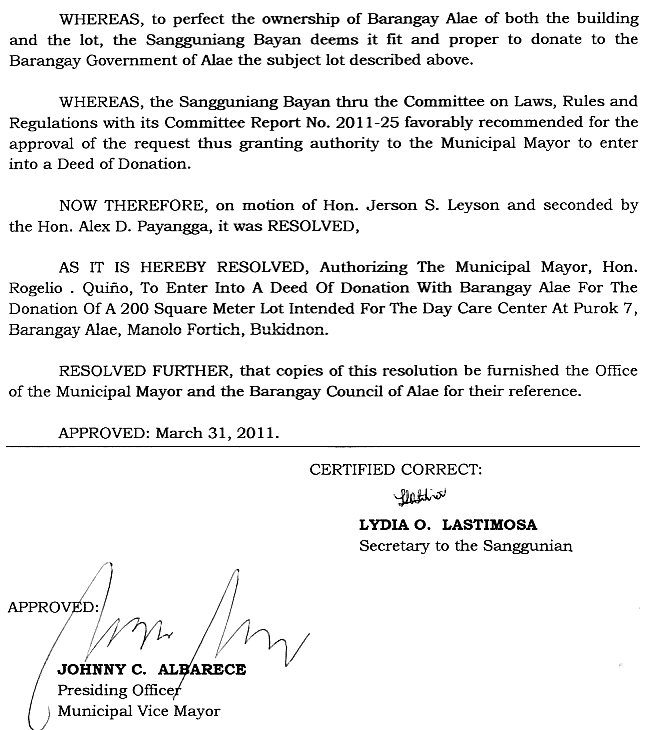 WHEREAS, to perfect the ownership of Barangay Alae of both the building
and the lot, the Sangguniang Bayan deems it fit and proper to donate to the
Barangay Government of Alae the subject lot described above.
WHEREAS, the Sangguniang Bayan thru the Committee on Laws, Rules and
Regulations with its Committee Report No. 2011-25 favorably recommended for the
approval of the request thus granting authority to the Municipal Mayor to enter
into a Deed of Donation.
NOW THEREFORE, on motion of Hon. Jerson S. Leyson and seconded by
the Hon. Alex D. Payangga, it was RESOLVED,
AS IT IS HEREBY RESOLVED, Authorizing The Municipal Mayor, Hon.
Rogelio . Quiño, To Enter Into A Deed Of Donation With Barangay Alae For The
Donation Of A 200 Square Meter Lot Intended For The Day Care Center At Purok 7,
Barangay Alae, Manolo Fortich, Bukidnon.
RESOLVED FURTHER, that copies of this resolution be furnished the Office
of the Municipal Mayor and the Barangay Council of Alae for their reference.
APPROVED: March 31, 2011.
CERTIFIED CORRECT:
LYDIA O. LASTIMOSA
Secretary to the Sanggunian
APPROVED:
JOHNNY C. ALBARECE
Presiding Officer
Municipal Vice Mayor